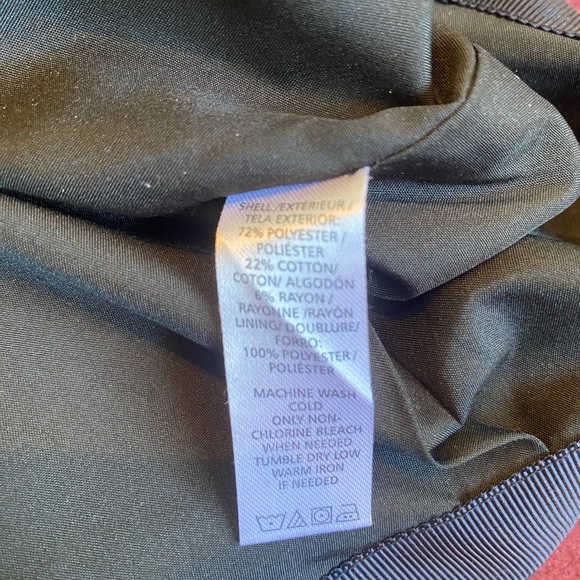 SHELL/EXTÉRIEUR/
TELA EXTERIOR:
72% POLYESTER/
POLIÉSTER
22% COTTON/
COTON/ ALGODÓN
6% RAYON/
RAYONNE/RAYÓN
LINING/ DOUBLURE/
FORRO:
100% POLYESTER/
POLIÉSTER
MACHINE WASH
COLD
ONLY NON-
CHLORINE BLEACH
WHEN NEEDED
TUMBLE DRY LOW
WARM IRON
IF NEEDED